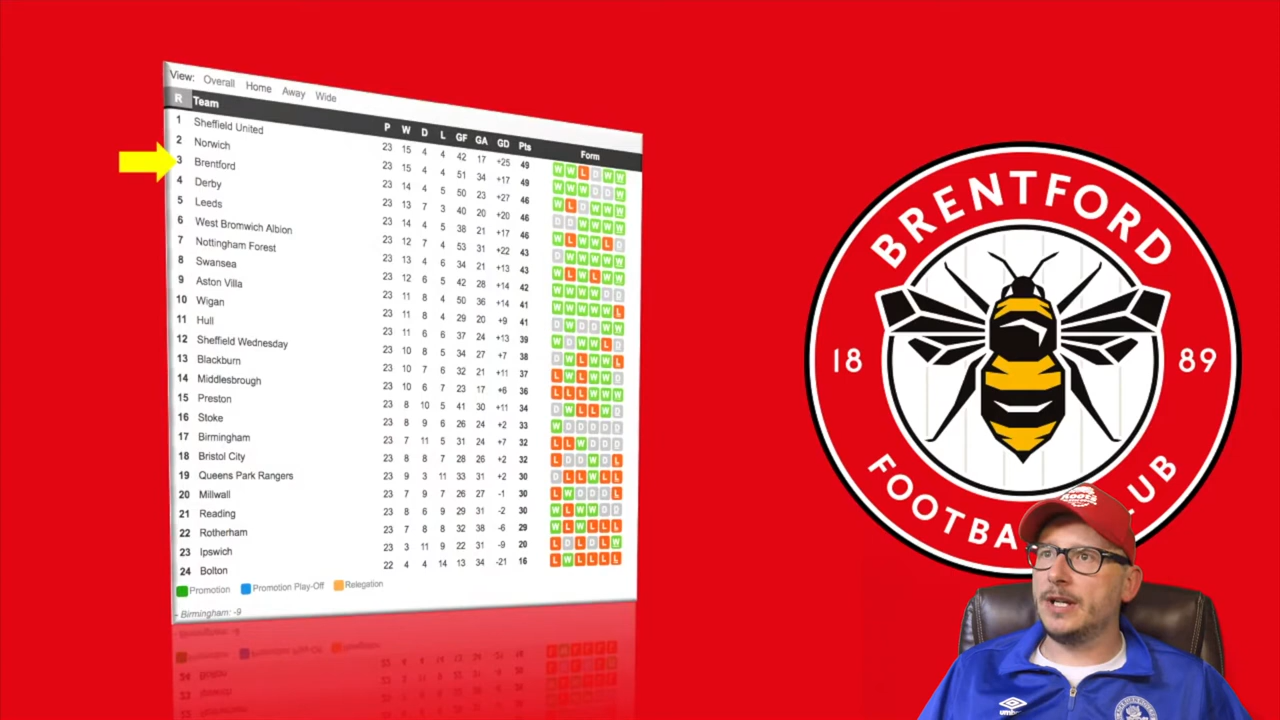 View: Overall Home Away Wide
R Team P W D L GF GA GD Pts Form
1 Sheffield United 23 15 4 4 42 17 +25 49 W W L D W W
2 Norwich 23 15 4 4 51 34 +17 49 W W W D D W
3 Brentford 23 14 4 5 50 23 +27 46 W L D W W W
4 Derby 23 13 7 3 40 20 +20 46 D D W W W W
5 Leeds 23 14 4 5 38 21 +17 46 W L W W L D
6 West Bromwich Albion 23 12 7 4 53 31 +22 43 D W W W W W
7 Nottingham Forest 23 13 4 6 34 21 +13 43 W L W L W W
8 Swansea 23 12 6 5 42 28 +14 42 W W W W D D
9 Aston Villa 23 11 8 4 50 36 +14 41 W W W W W L
10 Wigan 23 11 8 4 29 20 +9 41 D W D D W W
11 Hull 23 11 6 6 37 24 +13 39 W D W W L D
12 Sheffield Wednesday 23 10 8 5 34 27 +7 38 D W L W W L
13 Blackburn 23 10 7 6 32 21 +11 37 L W L W W D
14 Middlesbrough 23 10 6 7 23 17 +6 36 L L L W W W
15 Preston 23 8 10 5 41 30 +11 34 D W L L W D
16 Stoke 23 8 9 6 26 24 +2 33 W D D D D D
17 Birmingham 23 7 11 5 31 24 +7 32 L L W D D D
18 Bristol City 23 8 8 7 28 26 +2 32 L D D W D L
19 Queens Park Rangers 23 9 3 11 33 31 +2 30 D L L W L L
20 Millwall 23 7 9 7 26 27 -1 30 L W D D D L
21 Reading 23 8 6 9 29 31 -2 30 W L W W D D
22 Rotherham 23 7 8 8 32 38 -6 29 W L W L L L
23 Ipswich 23 3 11 9 22 31 -9 20 L D L D L W
24 Bolton 22 4 4 14 13 34 -21 16 L W L L L L
Promotion Promotion Play-Off Relegation
- Birmingham: -9
BRENTFORD
18 89
FOOTBA LUB
ROOTS